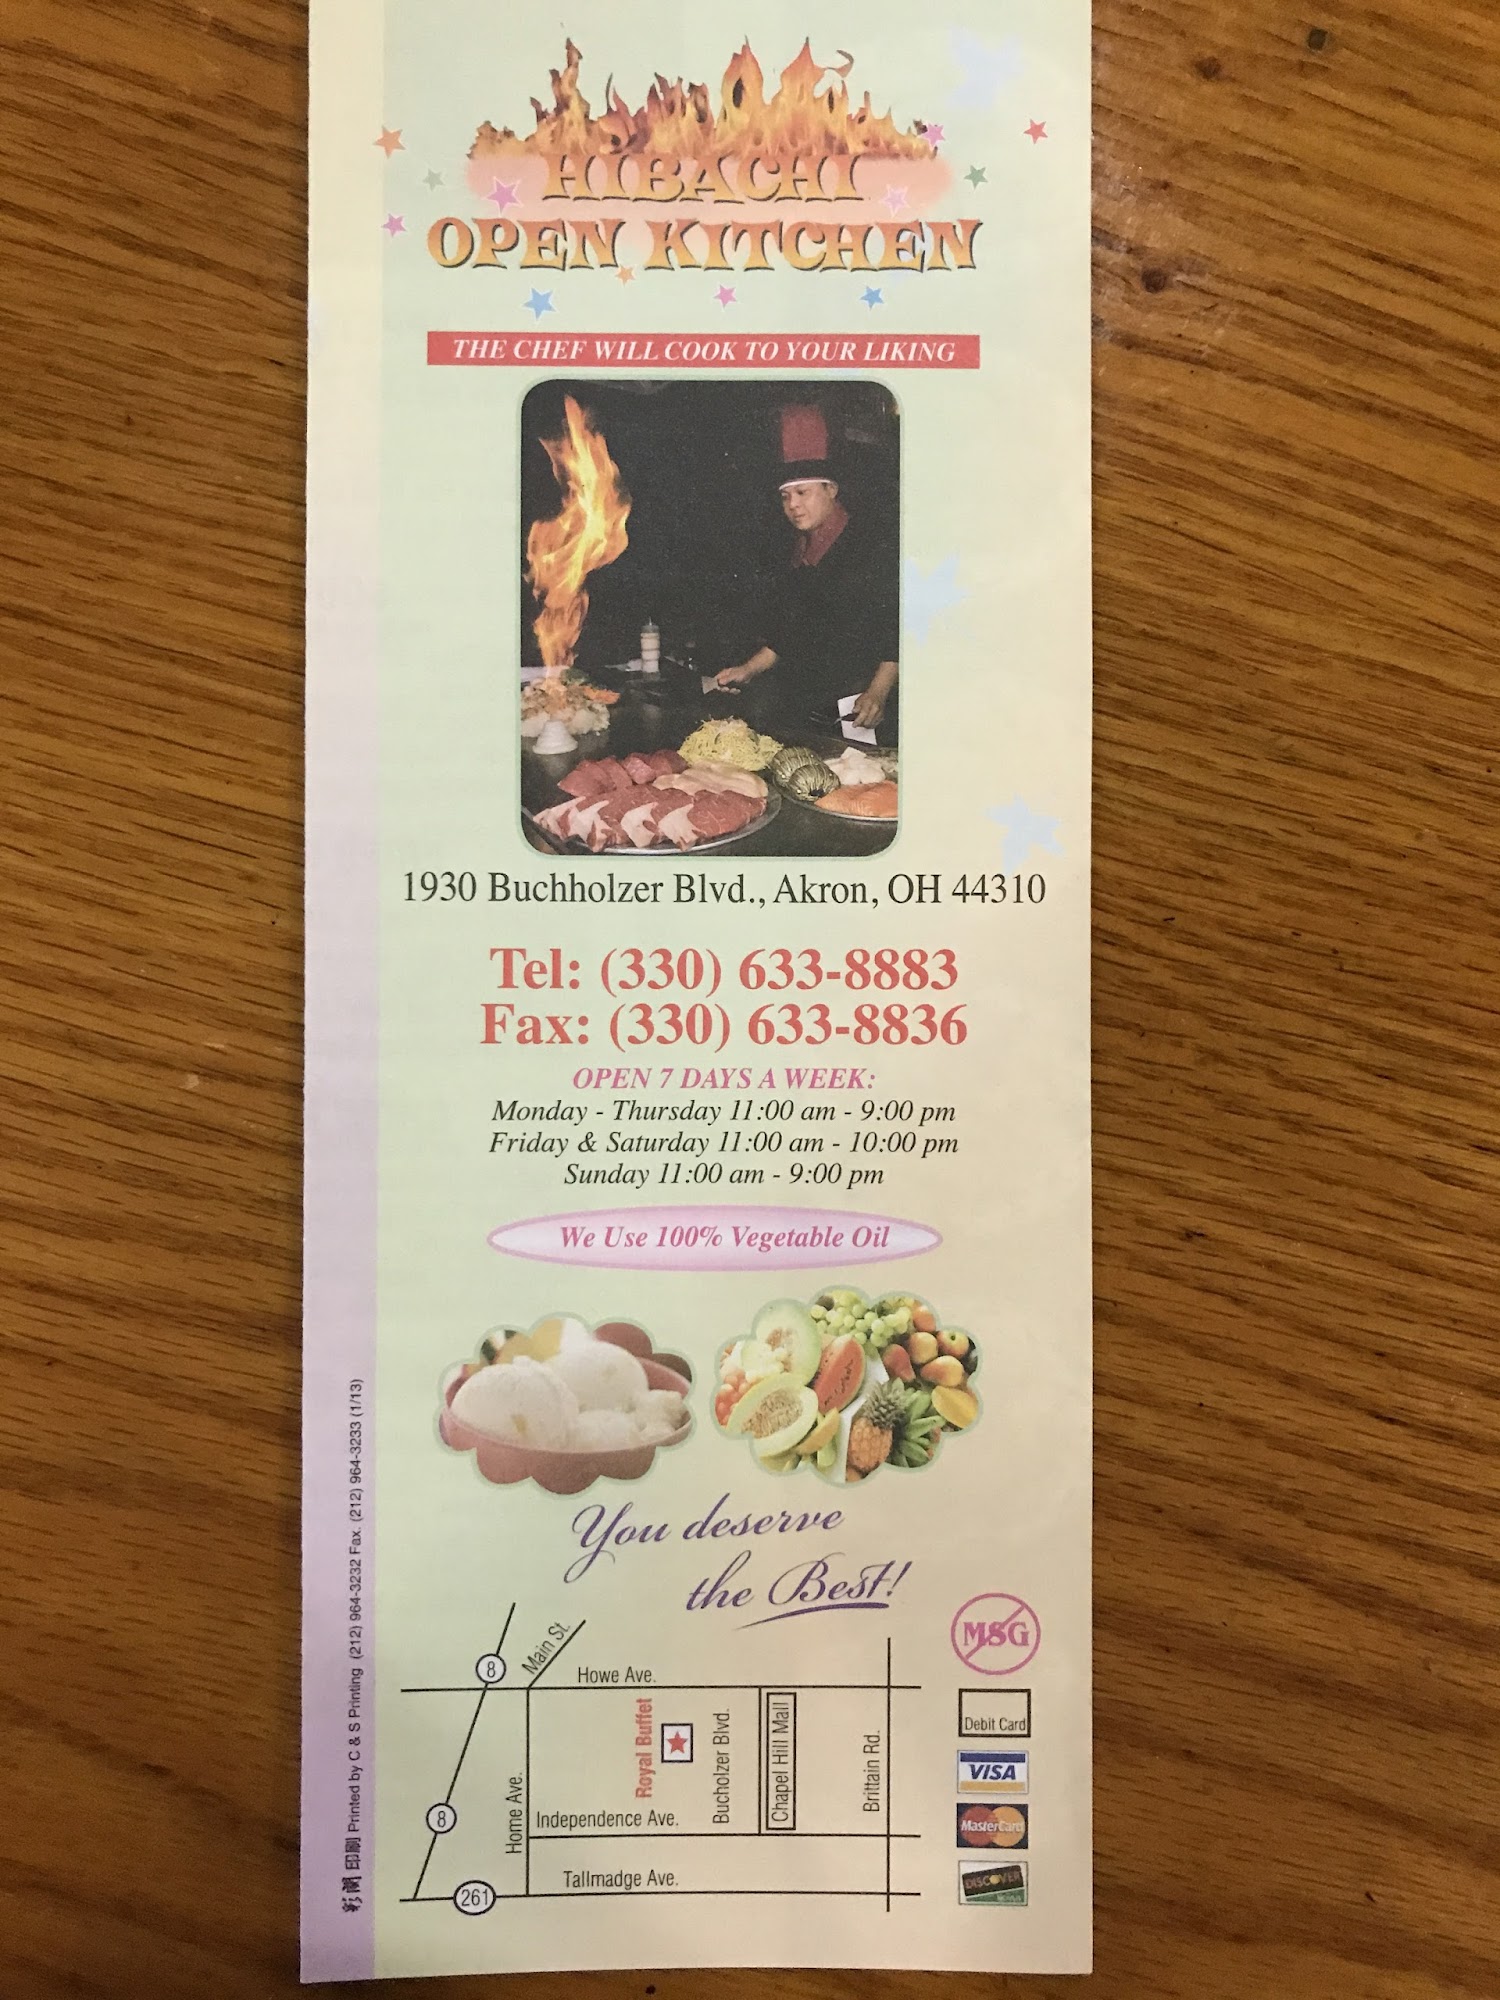 HIBACHI
OPEN KITCHEN
THE CHEF WILL COOK TO YOUR LIKING
1930 Buchholzer Blvd., Akron, OH 44310
Tel: (330) 633-8883
Fax: (330) 633-8836
OPEN 7 DAYS A WEEK:
Monday - Thursday 11:00 am - 9:00 pm
Friday & Saturday 11:00 am - 10:00 pm
Sunday 11:00 am - 9:00 pm
We Use 100% Vegetable Oil
You deserve
the Best!
MSG
8
Main St.
Howe Ave.
Royal Buffet
Bucholzer Blvd.
Chapel Hill Mall
Brittain Rd.
Home Ave.
8
Independence Ave.
Tallmadge Ave.
261
Debit Card
VISA
MasterCard
DISCOVER
印刷 Printed by C & S Printing (212) 964-3232 Fax. (212) 964-3233 (1/13)